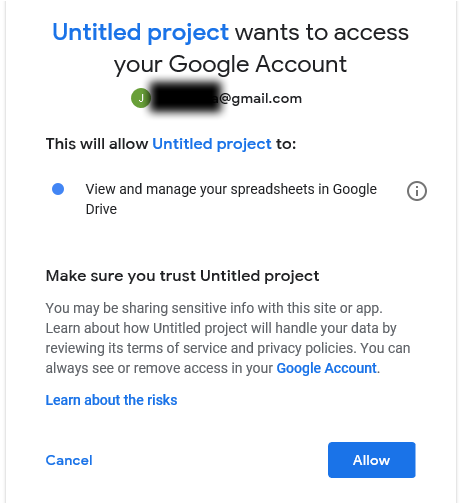 Untitled project wants to access
your Google Account
J @gmail.com
This will allow Untitled project to:
View and manage your spreadsheets in Google
Drive
Make sure you trust Untitled project
You may be sharing sensitive info with this site or app.
Learn about how Untitled project will handle your data by
reviewing its terms of service and privacy policies. You can
always see or remove access in your Google Account.
Learn about the risks
Cancel Allow